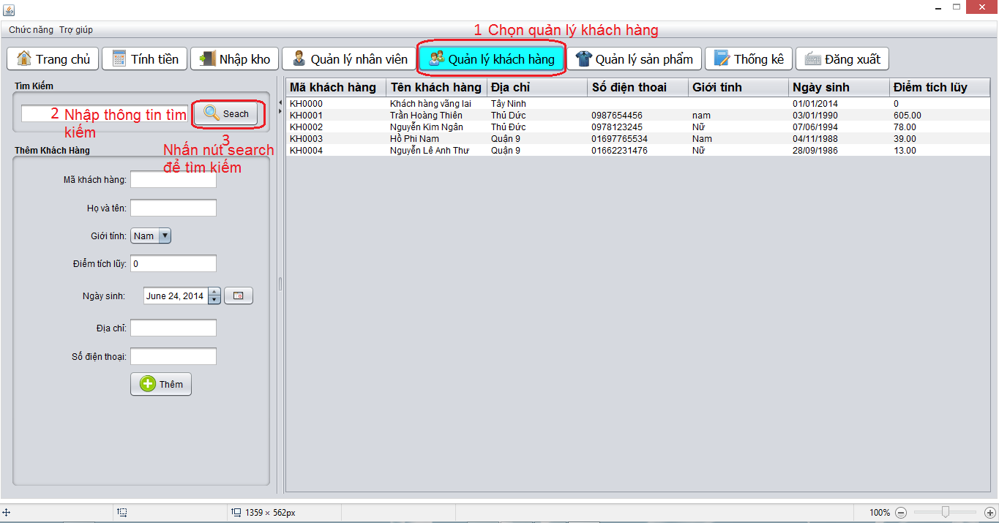 Chức năng Trợ giúp
1 Chọn quản lý khách hàng
Trang chủ Tính tiền Nhập kho Quản lý nhân viên Quản lý khách hàng Quản lý sản phẩm Thống kê Đăng xuất
Tìm Kiếm
2 Nhập thông tin tìm
kiếm
Seach
3
Nhấn nút search
để tìm kiếm
Thêm Khách Hàng
Mã khách hàng:
Họ và tên:
Giới tính: Nam
Điểm tích lũy: 0
Ngày sinh: June 24, 2014
Địa chỉ:
Số điện thoại:
Thêm
Mã khách hàng Tên khách hàng Địa chỉ Số điện thoai Giới tính Ngày sinh Điểm tích lũy
KH0000 Khách hàng vãng lai Tây Ninh 01/01/2014 0
KH0001 Trần Hoàng Thiên Thủ Dức 0987654456 nam 03/01/1990 605.00
KH0002 Nguyễn Kim Ngân Thủ Đức 0978123245 Nữ 07/06/1994 78.00
KH0003 Hồ Phi Nam Quận 9 01697765534 Nam 04/11/1988 39.00
KH0004 Nguyễn Lê Anh Thư Quận 9 01662231476 Nữ 28/09/1986 13.00
1359 × 562px 100%